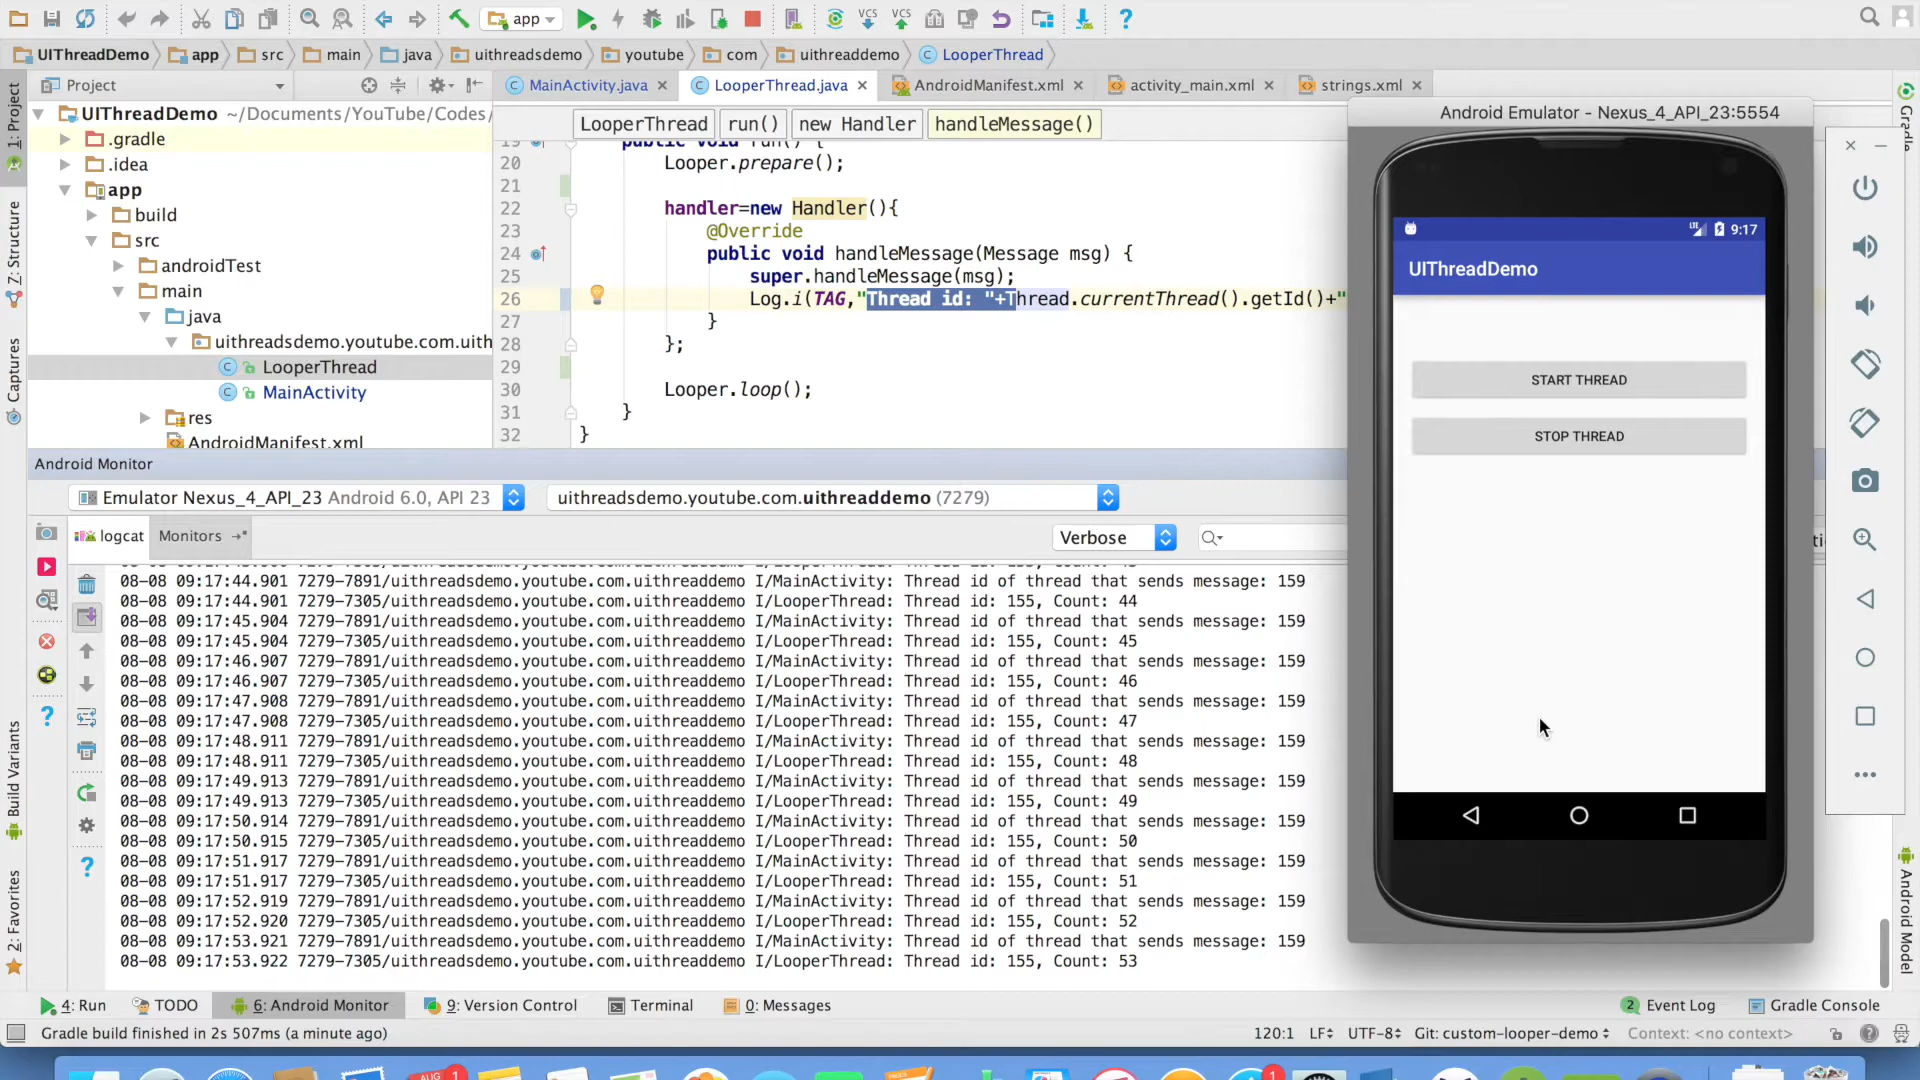 app
UIThreadDemo app src main java uithreadsdemo youtube com uithreaddemo LooperThread
Project
MainActivity.java LooperThread.java AndroidManifest.xml activity_main.xml strings.xml
Android Emulator - Nexus_4_API_23:5554
1: Project
Z: Structure
Captures
Build Variants
2: Favorites
UIThreadDemo ~/Documents/YouTube/Codes/
.gradle
.idea
app
build
src
androidTest
main
java
uithreadsdemo.youtube.com.uith
LooperThread
MainActivity
res
AndroidManifest.xml
LooperThread run() new Handler handleMessage()
19 public void run() {
20 Looper.prepare();
21
22 handler=new Handler(){
23 @Override
24 public void handleMessage(Message msg) {
25 super.handleMessage(msg);
26 Log.i(TAG,"Thread id: "+Thread.currentThread().getId()+"
27 }
28 };
29
30 Looper.loop();
31 }
32 }
LTE 9:17
UIThreadDemo
START THREAD
STOP THREAD
Android Monitor
Emulator Nexus_4_API_23 Android 6.0, API 23
uithreadsdemo.youtube.com.uithreaddemo (7279)
logcat Monitors
Verbose
08-08 09:17:44.901 7279-7891/uithreadsdemo.youtube.com.uithreaddemo I/MainActivity: Thread id of thread that sends message: 159
08-08 09:17:44.901 7279-7305/uithreadsdemo.youtube.com.uithreaddemo I/LooperThread: Thread id: 155, Count: 44
08-08 09:17:45.904 7279-7891/uithreadsdemo.youtube.com.uithreaddemo I/MainActivity: Thread id of thread that sends message: 159
08-08 09:17:45.904 7279-7305/uithreadsdemo.youtube.com.uithreaddemo I/LooperThread: Thread id: 155, Count: 45
08-08 09:17:46.907 7279-7891/uithreadsdemo.youtube.com.uithreaddemo I/MainActivity: Thread id of thread that sends message: 159
08-08 09:17:46.907 7279-7305/uithreadsdemo.youtube.com.uithreaddemo I/LooperThread: Thread id: 155, Count: 46
08-08 09:17:47.908 7279-7891/uithreadsdemo.youtube.com.uithreaddemo I/MainActivity: Thread id of thread that sends message: 159
08-08 09:17:47.908 7279-7305/uithreadsdemo.youtube.com.uithreaddemo I/LooperThread: Thread id: 155, Count: 47
08-08 09:17:48.911 7279-7891/uithreadsdemo.youtube.com.uithreaddemo I/MainActivity: Thread id of thread that sends message: 159
08-08 09:17:48.911 7279-7305/uithreadsdemo.youtube.com.uithreaddemo I/LooperThread: Thread id: 155, Count: 48
08-08 09:17:49.913 7279-7891/uithreadsdemo.youtube.com.uithreaddemo I/MainActivity: Thread id of thread that sends message: 159
08-08 09:17:49.913 7279-7305/uithreadsdemo.youtube.com.uithreaddemo I/LooperThread: Thread id: 155, Count: 49
08-08 09:17:50.914 7279-7891/uithreadsdemo.youtube.com.uithreaddemo I/MainActivity: Thread id of thread that sends message: 159
08-08 09:17:50.915 7279-7305/uithreadsdemo.youtube.com.uithreaddemo I/LooperThread: Thread id: 155, Count: 50
08-08 09:17:51.917 7279-7891/uithreadsdemo.youtube.com.uithreaddemo I/MainActivity: Thread id of thread that sends message: 159
08-08 09:17:51.917 7279-7305/uithreadsdemo.youtube.com.uithreaddemo I/LooperThread: Thread id: 155, Count: 51
08-08 09:17:52.919 7279-7891/uithreadsdemo.youtube.com.uithreaddemo I/MainActivity: Thread id of thread that sends message: 159
08-08 09:17:52.920 7279-7305/uithreadsdemo.youtube.com.uithreaddemo I/LooperThread: Thread id: 155, Count: 52
08-08 09:17:53.921 7279-7891/uithreadsdemo.youtube.com.uithreaddemo I/MainActivity: Thread id of thread that sends message: 159
08-08 09:17:53.922 7279-7305/uithreadsdemo.youtube.com.uithreaddemo I/LooperThread: Thread id: 155, Count: 53
Gradle
Android Model
4: Run TODO 6: Android Monitor 9: Version Control Terminal 0: Messages 2 Event Log Gradle Console
Gradle build finished in 2s 507ms (a minute ago) 120:1 LF UTF-8 Git: custom-looper-demo Context: <no context>
AUG 1 1